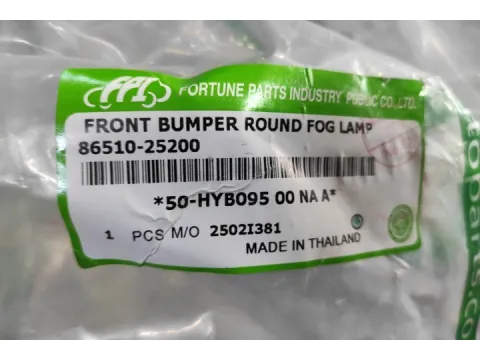 FPI
FORTUNE PARTS INDUSTRY PUBLIC CO.,LTD.
FRONT BUMPER ROUND FOG LAMP
86510-25200
*50-HYB095 00 NA A*
1 PCS M/O 2502I381
MADE IN THAILAND